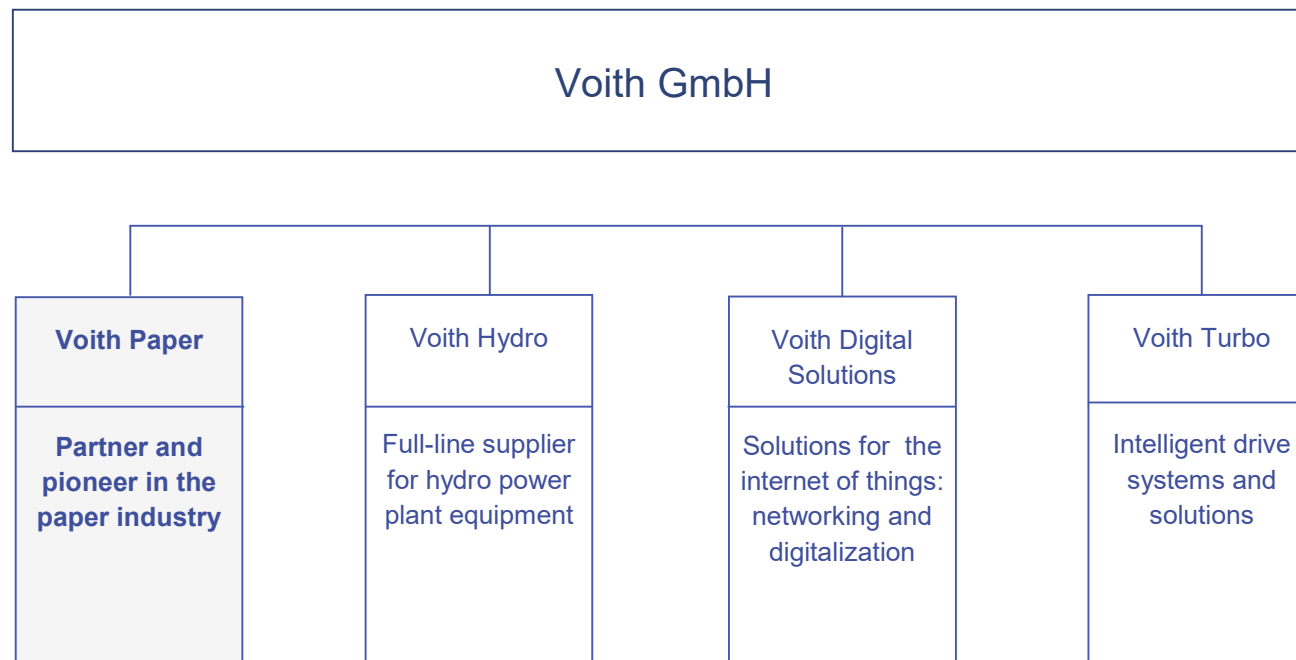 Voith GmbH
Voith Paper
Voith Hydro
Voith Digital
Solutions
Voith Turbo
Partner and
pioneer in the
paper industry
Full-line supplier
for hydro power
plant equipment
Solutions for  the
internet of things:
networking and
digitalization
Intelligent drive
systems and
solutions